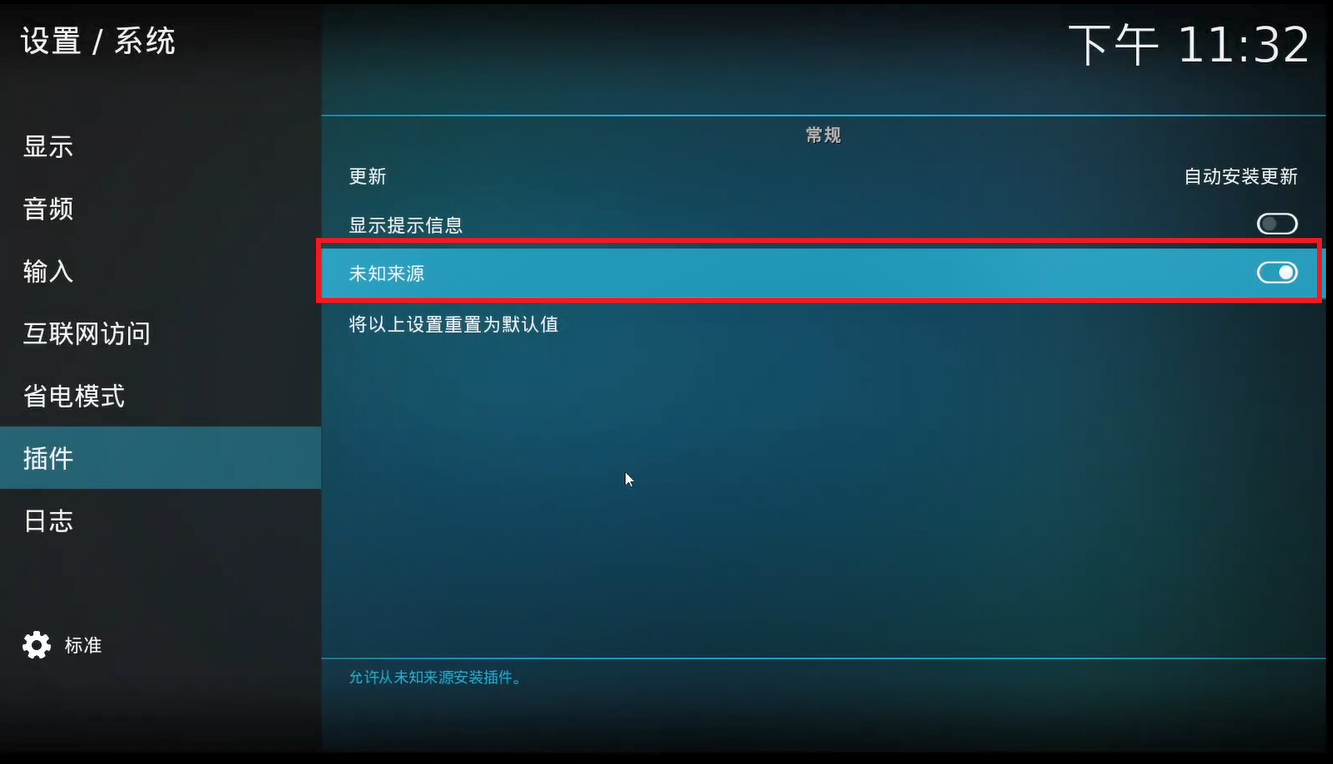 设置 / 系统
下午 11:32
显示
音频
输入
互联网访问
省电模式
插件
日志
标准
常规
更新 自动安装更新
显示提示信息
未知来源
将以上设置重置为默认值
允许从未知来源安装插件。